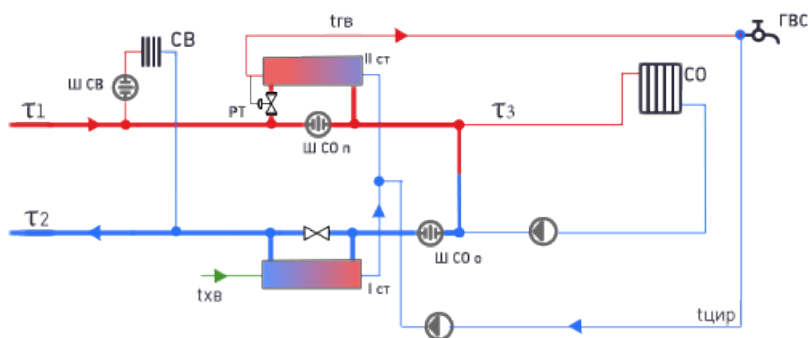 tгв
ГВС
СВ
II ст
СО
Ш СВ
τ1
РТ
τ3
Ш СО п
τ2
Ш СО о
I ст
tхв
tцир